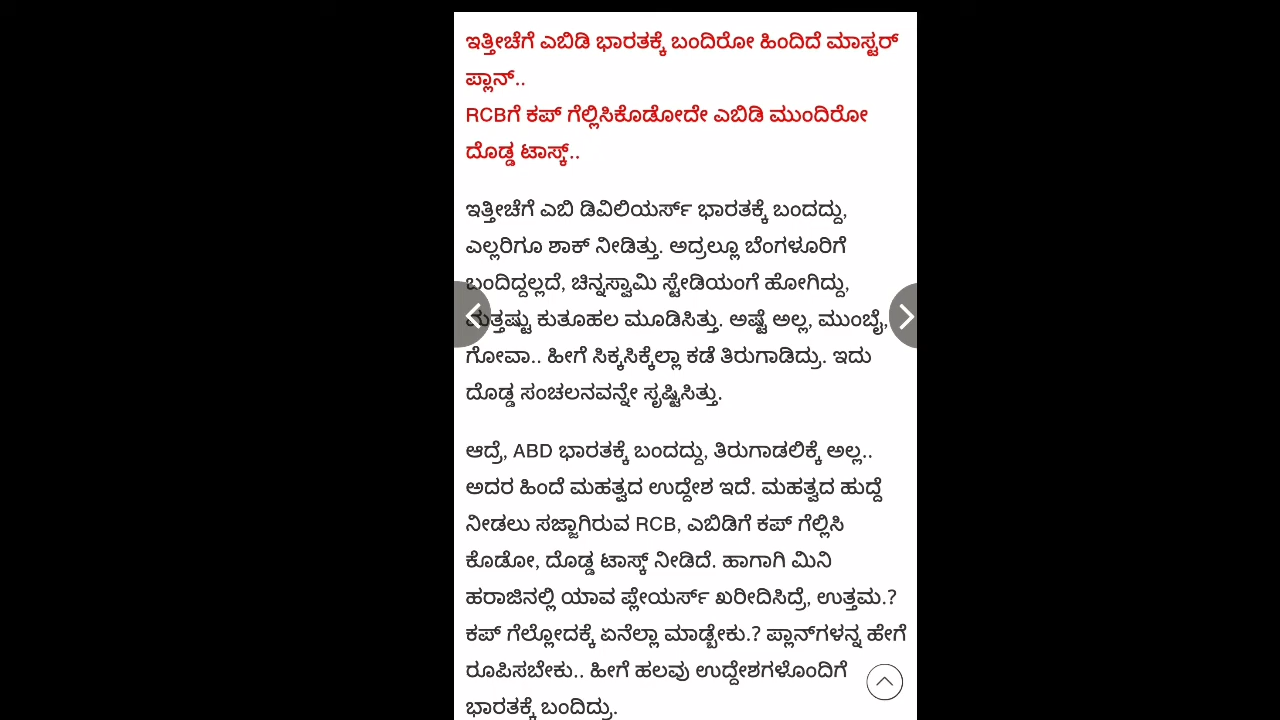 ಇತ್ತೀಚೆಗೆ ಎಬಿಡಿ ಭಾರತಕ್ಕೆ ಬಂದಿರೋ ಹಿಂದಿದೆ ಮಾಸ್ಟರ್
ಪ್ಲಾನ್..
RCBಗೆ ಕಪ್ ಗೆಲ್ಲಿಸಿಕೊಡೋದೇ ಎಬಿಡಿ ಮುಂದಿರೋ
ದೊಡ್ಡ ಟಾಸ್ಕ್..
ಇತ್ತೀಚೆಗೆ ಎಬಿ ಡಿವಿಲಿಯರ್ಸ್ ಭಾರತಕ್ಕೆ ಬಂದದ್ದು,
ಎಲ್ಲರಿಗೂ ಶಾಕ್ ನೀಡಿತ್ತು. ಅದ್ರಲ್ಲೂ ಬೆಂಗಳೂರಿಗೆ
ಬಂದಿದ್ದಲ್ಲದೆ, ಚಿನ್ನಸ್ವಾಮಿ ಸ್ಟೇಡಿಯಂಗೆ ಹೋಗಿದ್ದು,
ಮತ್ತಷ್ಟು ಕುತೂಹಲ ಮೂಡಿಸಿತ್ತು. ಅಷ್ಟೆ ಅಲ್ಲ, ಮುಂಬೈ,
ಗೋವಾ.. ಹೀಗೆ ಸಿಕ್ಕಸಿಕ್ಕೆಲ್ಲಾ ಕಡೆ ತಿರುಗಾಡಿದ್ರು. ಇದು
ದೊಡ್ಡ ಸಂಚಲನವನ್ನೇ ಸೃಷ್ಟಿಸಿತ್ತು.
ಆದ್ರೆ, ABD ಭಾರತಕ್ಕೆ ಬಂದದ್ದು, ತಿರುಗಾಡಲಿಕ್ಕೆ ಅಲ್ಲ..
ಅದರ ಹಿಂದೆ ಮಹತ್ವದ ಉದ್ದೇಶ ಇದೆ. ಮಹತ್ವದ ಹುದ್ದೆ
ನೀಡಲು ಸಜ್ಜಾಗಿರುವ RCB, ಎಬಿಡಿಗೆ ಕಪ್ ಗೆಲ್ಲಿಸಿ
ಕೊಡೋ, ದೊಡ್ಡ ಟಾಸ್ಕ್ ನೀಡಿದೆ. ಹಾಗಾಗಿ ಮಿನಿ
ಹರಾಜಿನಲ್ಲಿ ಯಾವ ಪ್ಲೇಯರ್ಸ್ ಖರೀದಿಸಿದ್ರೆ, ಉತ್ತಮ.?
ಕಪ್ ಗೆಲ್ಲೋದಕ್ಕೆ ಏನೆಲ್ಲಾ ಮಾಡ್ಬೇಕು.? ಪ್ಲಾನ್‌ಗಳನ್ನ ಹೇಗೆ
ರೂಪಿಸಬೇಕು.. ಹೀಗೆ ಹಲವು ಉದ್ದೇಶಗಳೊಂದಿಗೆ
ಭಾರತಕ್ಕೆ ಬಂದಿದ್ರು.